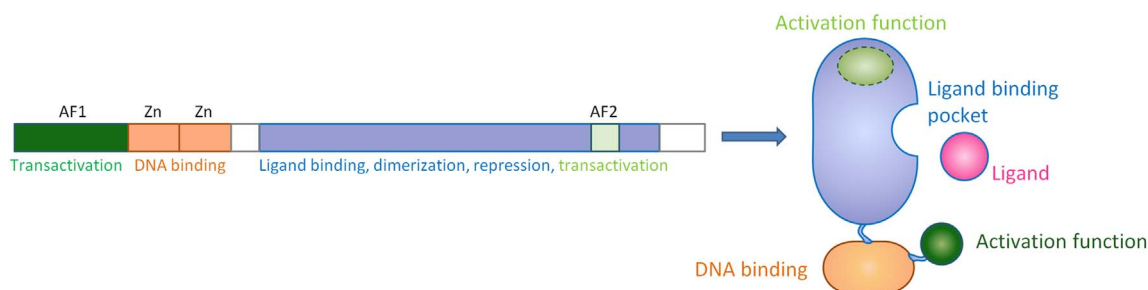 AF1
Zn
Zn
AF2
Transactivation
DNA binding
Ligand binding, dimerization, repression, transactivation
Activation function
Ligand binding
pocket
Ligand
Activation function
DNA binding